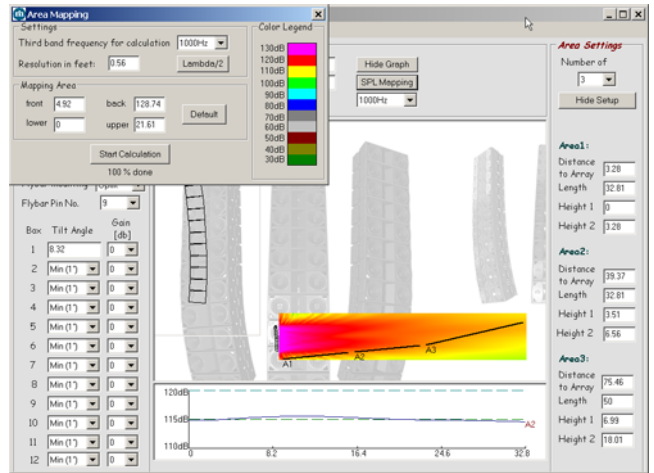 Area Mapping
Settings
Third band frequency for calculation 1000Hz
Resolution in feet: 0.56 Lambda/2
Mapping Area
front 4.92 back 128.74
lower 0 upper 21.61
Default
Start Calculation
100 % done
Color Legend
130dB
120dB
110dB
100dB
90dB
80dB
70dB
60dB
50dB
40dB
30dB
Hide Graph
SPL Mapping
1000Hz
Area Settings
Number of
3
Hide Setup
Area1:
Distance to Array 3.28
Length 32.81
Height 1 0
Height 2 3.28
Area2:
Distance to Array 39.37
Length 32.81
Height 1 3.51
Height 2 6.56
Area3:
Distance to Array 75.46
Length 50
Height 1 6.99
Height 2 18.01
Flybar Pin No. 9
Box Tilt Angle Gain [db]
1 8.32 0
2 Min (1°) 0
3 Min (1°) 0
4 Min (1°) 0
5 Min (1°) 0
6 Min (1°) 0
7 Min (1°) 0
8 Min (1°) 0
9 Min (1°) 0
10 Min (1°) 0
11 Min (1°) 0
12 Min (1°) 0
A1 A2 A3
120dB
115dB
110dB
A2
0 8.2 16.4 24.6 32.8